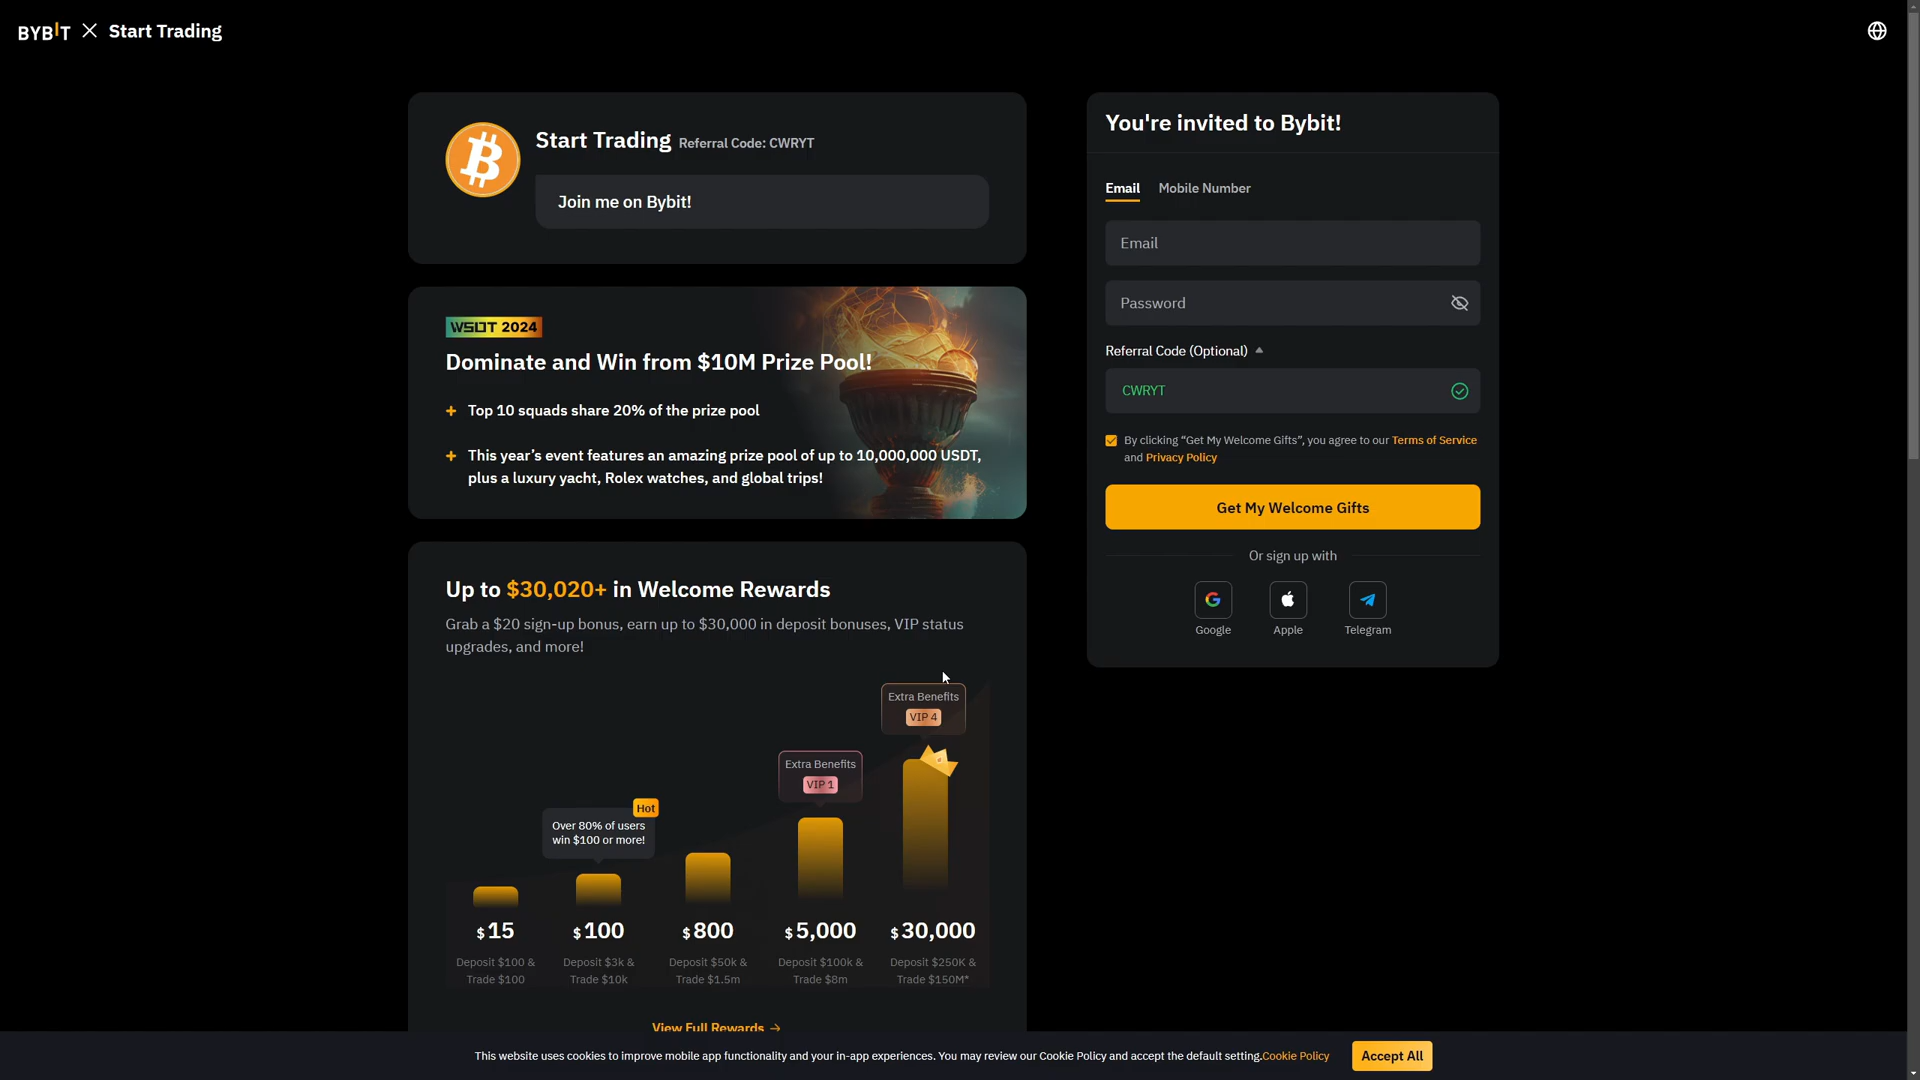 BYBIT X Start Trading
Start Trading Referral Code: CWRYT
Join me on Bybit!
WSOT 2024
Dominate and Win from $10M Prize Pool!
+ Top 10 squads share 20% of the prize pool
+ This year’s event features an amazing prize pool of up to 10,000,000 USDT,
plus a luxury yacht, Rolex watches, and global trips!
Up to $30,020+ in Welcome Rewards
Grab a $20 sign-up bonus, earn up to $30,000 in deposit bonuses, VIP status
upgrades, and more!
Extra Benefits
VIP 4
Extra Benefits
VIP 1
Hot
Over 80% of users
win $100 or more!
$15 $100 $800 $5,000 $30,000
Deposit $100 & Deposit $3k & Deposit $50k & Deposit $100k & Deposit $250K &
Trade $100 Trade $10k Trade $1.5m Trade $8m Trade $150M*
View Full Rewards →
You're invited to Bybit!
Email Mobile Number
Email
Password
Referral Code (Optional)
CWRYT
By clicking “Get My Welcome Gifts”, you agree to our Terms of Service
and Privacy Policy
Get My Welcome Gifts
Or sign up with
Google Apple Telegram
This website uses cookies to improve mobile app functionality and your in-app experiences. You may review our Cookie Policy and accept the default setting.Cookie Policy
Accept All